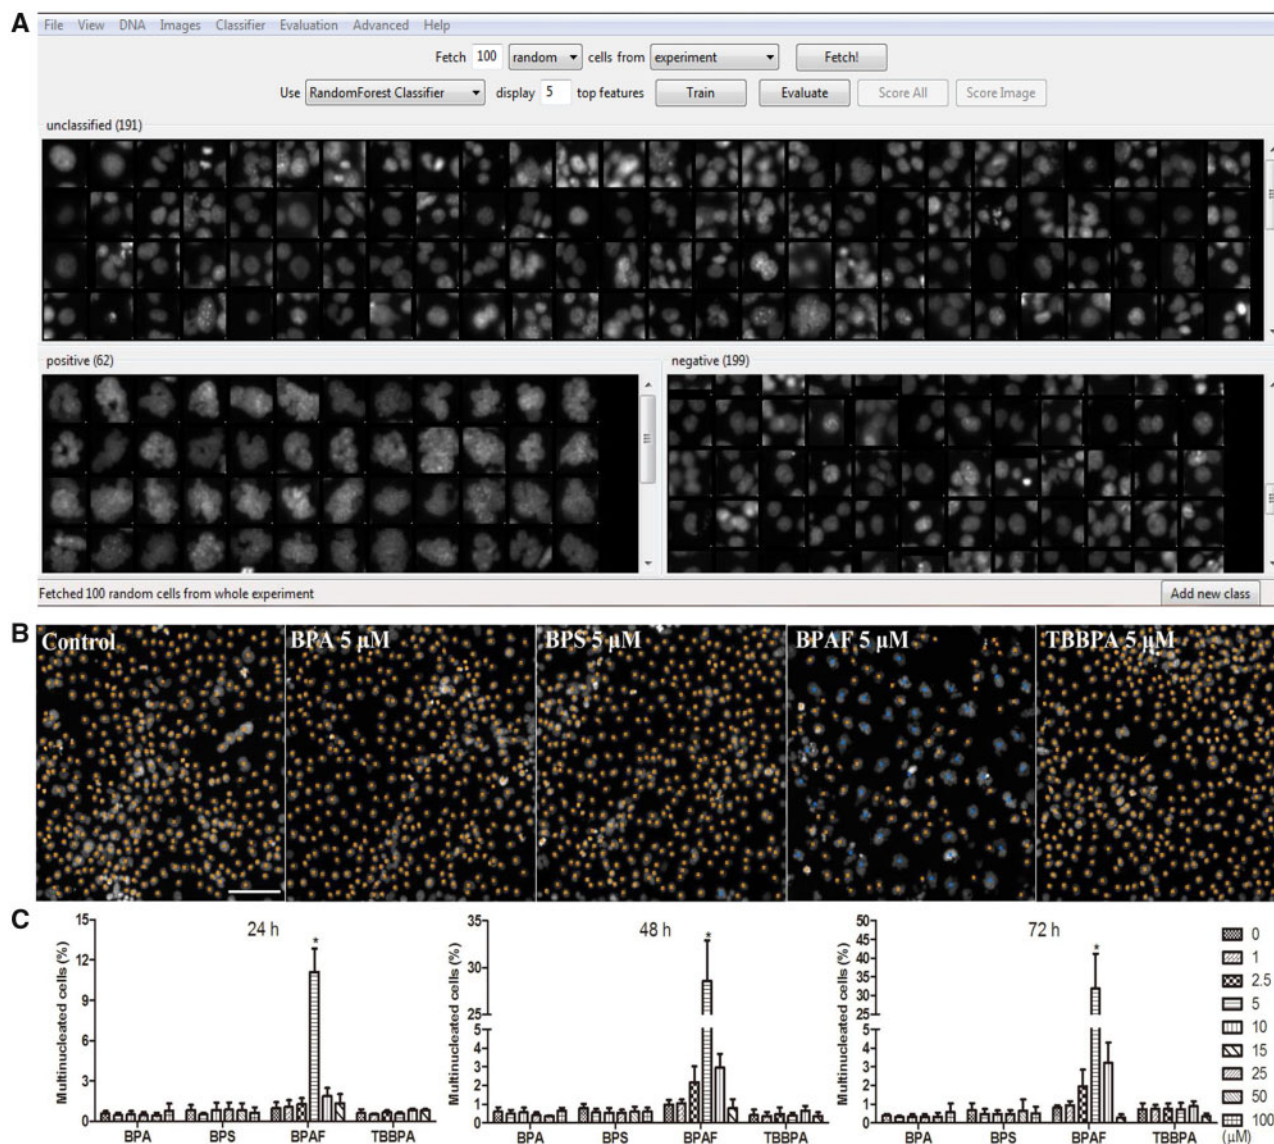 A
File View DNA Images Classifier Evaluation Advanced Help
Fetch 100 random cells from experiment Fetch!
Use RandomForest Classifier display 5 top features Train Evaluate Score All Score Image
unclassified (191)
positive (62) negative (199)
Fetched 100 random cells from whole experiment Add new class
B
Control BPA 5 µM BPS 5 µM BPAF 5 µM TBBPA 5 µM
C
24 h
Multinucleated cells (%)
15
12
9
6
3
0
*
BPA BPS BPAF TBBPA
48 h
Multinucleated cells (%)
35
30
25
5
4
3
2
1
0
*
BPA BPS BPAF TBBPA
72 h
Multinucleated cells (%)
50
45
40
35
30
25
5
4
3
2
1
0
*
BPA BPS BPAF TBBPA
0
1
2.5
5
10
15
25
50
100
(µM)